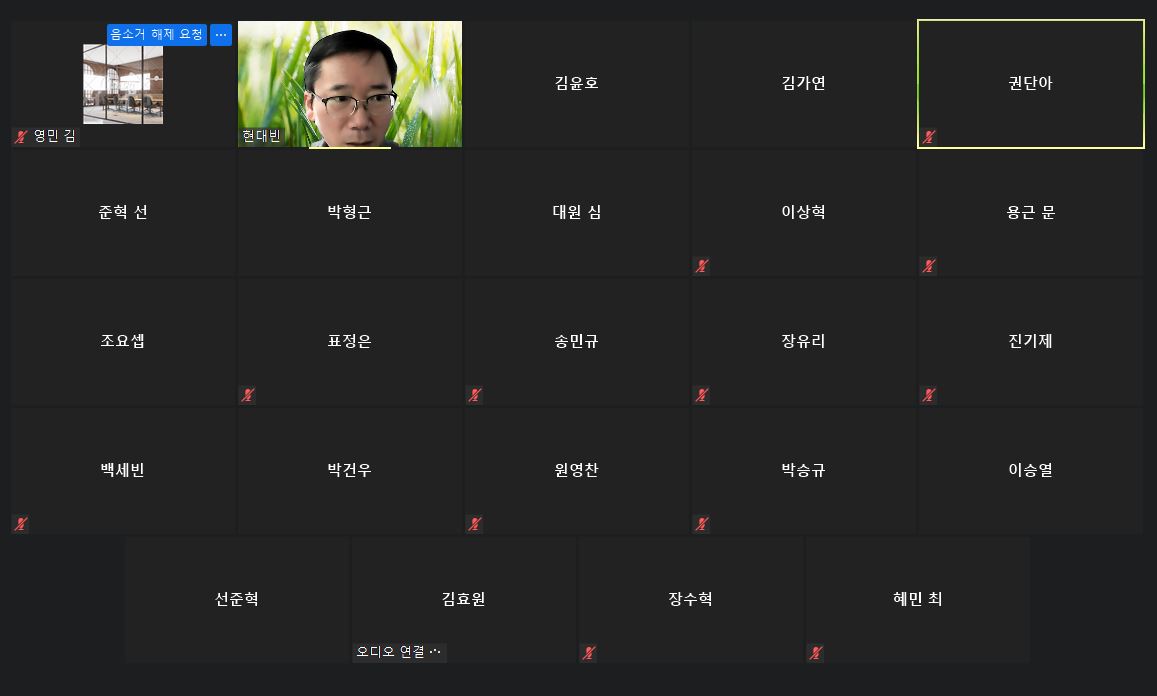 음소거 해제 요청 ...
영민 김
현대빈
김윤호
김가연
권단아
준혁 선
박형근
대원 심
이상혁
용근 문
조요셉
표정은
송민규
장유리
진기제
백세빈
박건우
원영찬
박승규
이승열
선준혁
김효원
오디오 연결 ...
장수혁
혜민 최